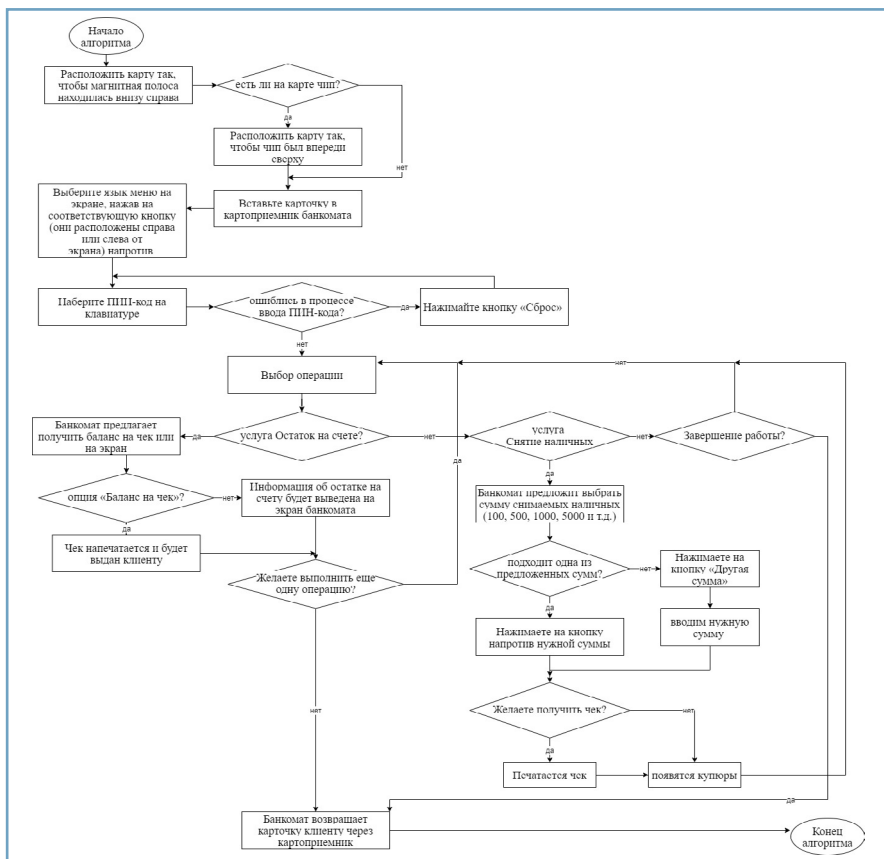 Начало
алгоритма
Расположить карту так,
чтобы магнитная полоса
находилась внизу справа
есть ли на карте чип?
да
нет
Расположить карту так,
чтобы чип был впереди
сверху
Вставьте карточку в
картоприемник банкомата
Выберите язык меню на
экране, нажав на
соответствующую кнопку
(они расположены справа
или слева от
экрана) напротив
Наберите ПИН-код на
клавиатуре
ошиблись в процессе
ввода ПИН-кода?
да
Нажимайте кнопку «Сброс»
нет
Выбор операции
нет
нет
услуга Остаток на счете?
да
Банкомат предлагает
получить баланс на чек или
на экран
нет
услуга
Снятие наличных
нет
Завершение работы?
да
опция «Баланс на чек»?
нет
Информация об остатке на
счету будет выведена на
экран банкомата
да
Чек напечатается и будет
выдан клиенту
Желаете выполнить еще
одну операцию?
да
Банкомат предложит выбрать
сумму снимаемых наличных
(100, 500, 1000, 5000 и т.д.)
подходит одна из
предложенных сумм?
нет
Нажимаете на
кнопку «Другая
сумма»
да
Нажимаете на кнопку
напротив нужной суммы
вводим нужную
сумму
Желаете получить чек?
нет
да
Печатается чек
появятся купюры
нет
да
Банкомат возвращает
карточку клиенту через
картоприемник
Конец
алгоритма